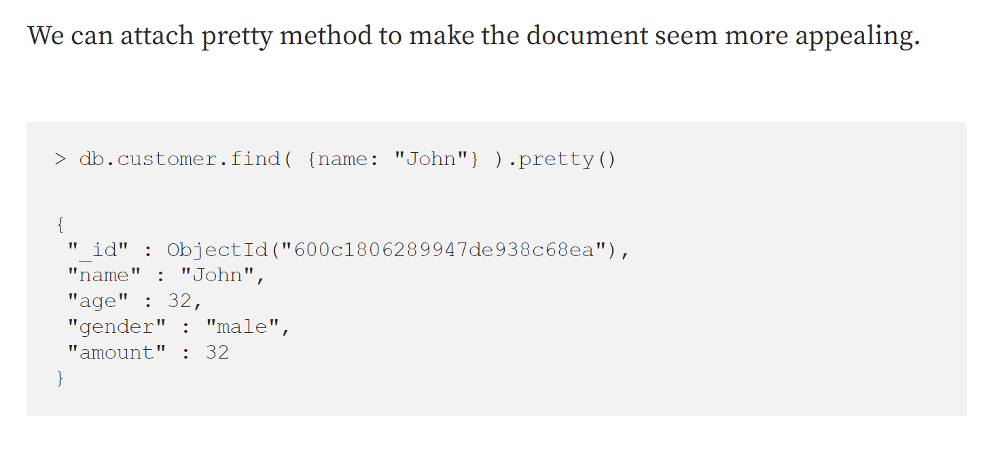 We can attach pretty method to make the document seem more appealing.
> db.customer.find( {name: "John"} ).pretty()
{
"_id" : ObjectId("600c1806289947de938c68ea"),
"name" : "John",
"age" : 32,
"gender" : "male",
"amount" : 32
}